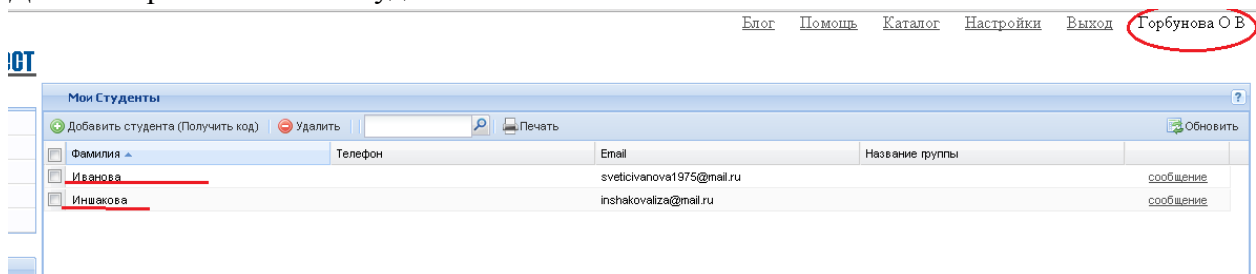 Блог Помощь Каталог Настройки Выход Горбунова О В
Мои Студенты
Добавить студента (Получить код) Удалить Печать Обновить
Фамилия Телефон Email Название группы
Иванова sveticivanova1975@mail.ru сообщение
Иншакова inshakovaliza@mail.ru сообщение